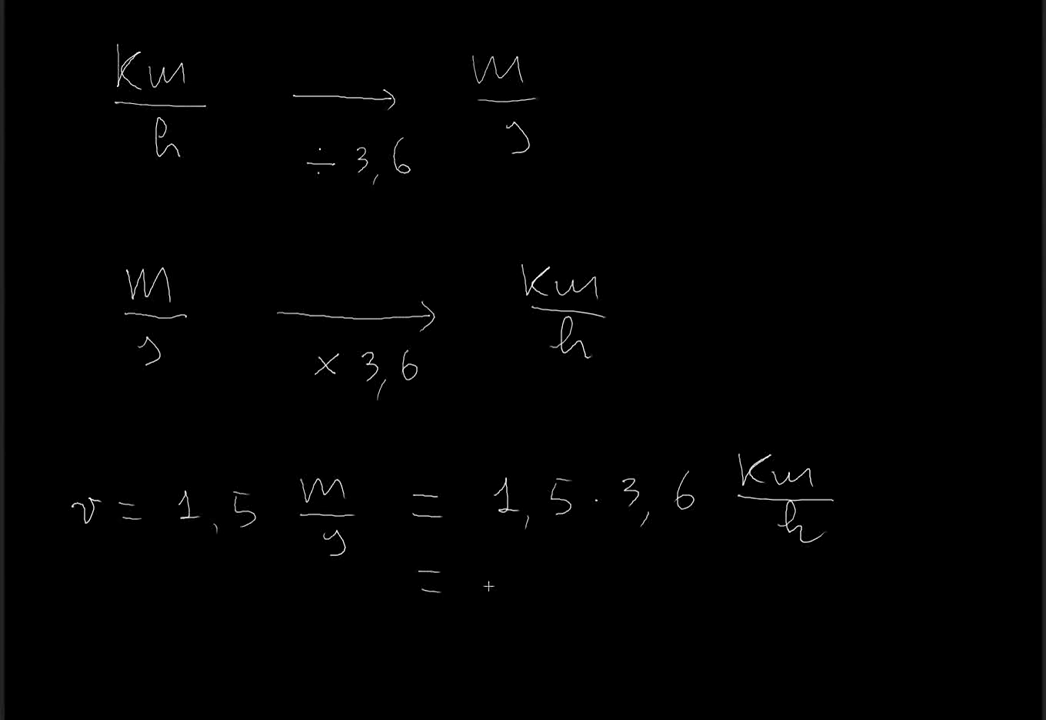 Km/h → ÷ 3,6 m/s
m/s → × 3,6 Km/h
v = 1,5 m/s = 1,5 · 3,6 Km/h
=